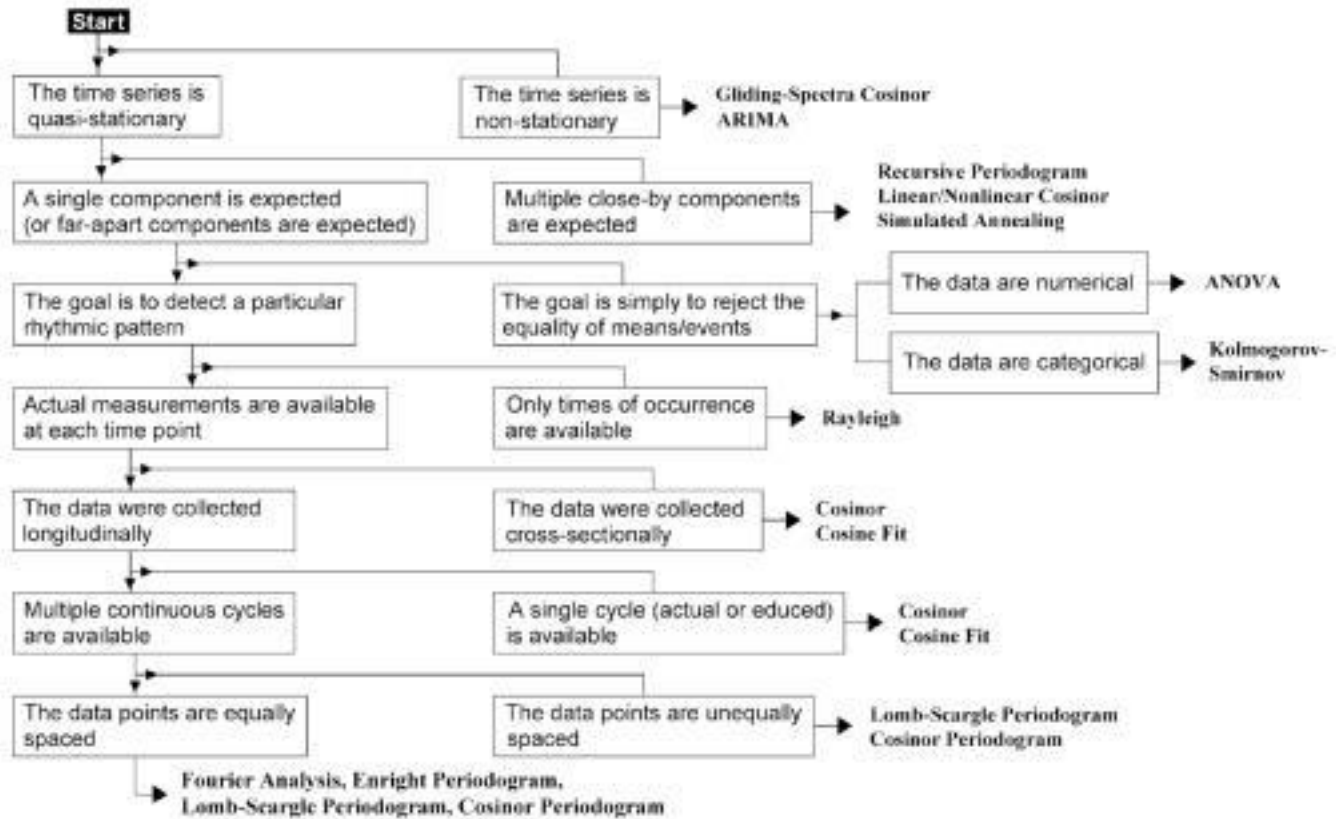 Start
The time series is
quasi-stationary
The time series is
non-stationary
Gliding-Spectra Cosinor
ARIMA
A single component is expected
(or far-apart components are expected)
Multiple close-by components
are expected
Recursive Periodogram
Linear/Nonlinear Cosinor
Simulated Annealing
The goal is to detect a particular
rhythmic pattern
The goal is simply to reject the
equality of means/events
The data are numerical
ANOVA
The data are categorical
Kolmogorov-
Smirnov
Actual measurements are available
at each time point
Only times of occurrence
are available
Rayleigh
The data were collected
longitudinally
The data were collected
cross-sectionally
Cosinor
Cosine Fit
Multiple continuous cycles
are available
A single cycle (actual or educed)
is available
Cosinor
Cosine Fit
The data points are equally
spaced
The data points are unequally
spaced
Lomb-Scargle Periodogram
Cosinor Periodogram
Fourier Analysis, Enright Periodogram,
Lomb-Scargle Periodogram, Cosinor Periodogram